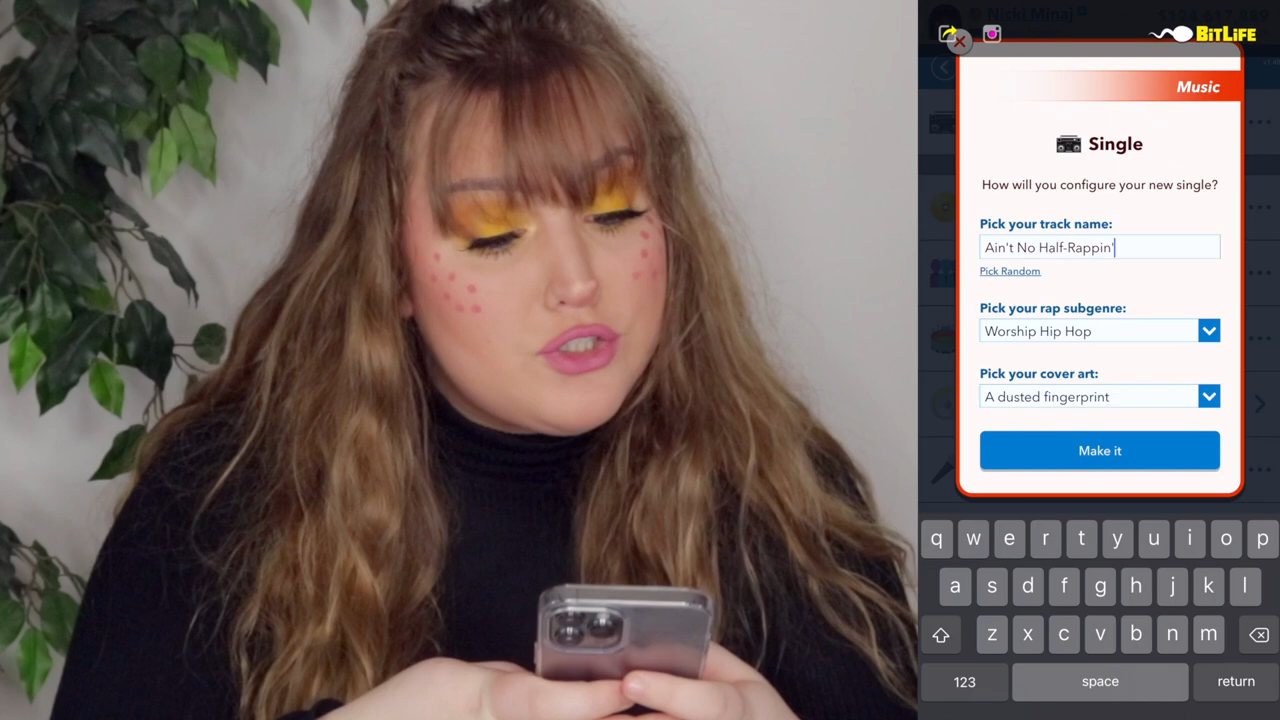 Nicki Minaj
BitLife
Music
Single
How will you configure your new single?
Pick your track name:
Ain't No Half-Rappin'
Pick Random
Pick your rap subgenre:
Worship Hip Hop
Pick your cover art:
A dusted fingerprint
Make it
q w e r t y u i o p
a s d f g h j k l
z x c v b n m
123 space return